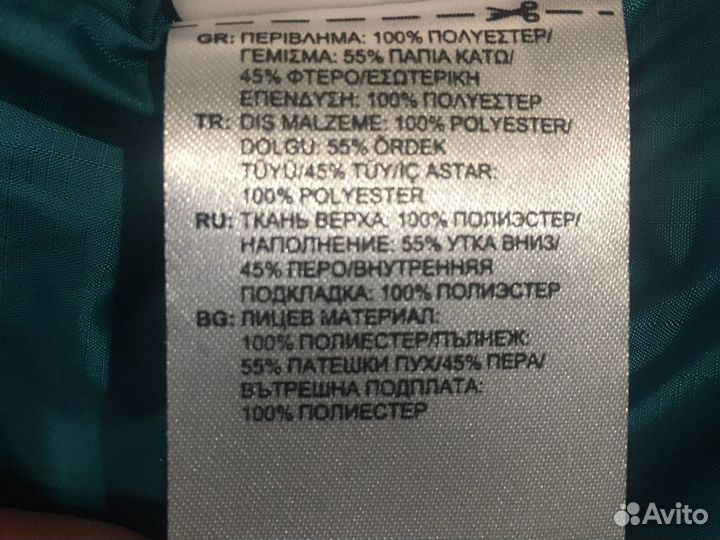 GR: ΠΕΡΙΒΛΗΜΑ: 100% ΠΟΛΥΕΣΤΕΡ/
ΓΕΜΙΣΜΑ: 55% ΠΑΠΙΑ ΚΑΤΩ/
45% ΦΤΕΡΟ/ΕΣΩΤΕΡΙΚΗ
ΕΠΕΝΔΥΣΗ: 100% ΠΟΛΥΕΣΤΕΡ
TR: DIS MALZEME: 100% POLYESTER/
DOLGU: 55% ÖRDEK
TÜYÜ/45% TÜY/IÇ ASTAR:
100% POLYESTER
RU: ТКАНЬ ВЕРХА: 100% ПОЛИЭСТЕР/
НАПОЛНЕНИЕ: 55% УТКА ВНИЗ/
45% ПЕРО/ВНУТРЕННЯЯ
ПОДКЛАДКА: 100% ПОЛИЭСТЕР
BG: ЛИЦЕВ МАТЕРИАЛ:
100% ПОЛИЕСТЕР/ПЪЛНЕЖ:
55% ПАТЕШКИ ПУХ/45% ПЕРА/
ВЪТРЕШНА ПОДПЛАТА:
100% ПОЛИЕСТЕР
Avito